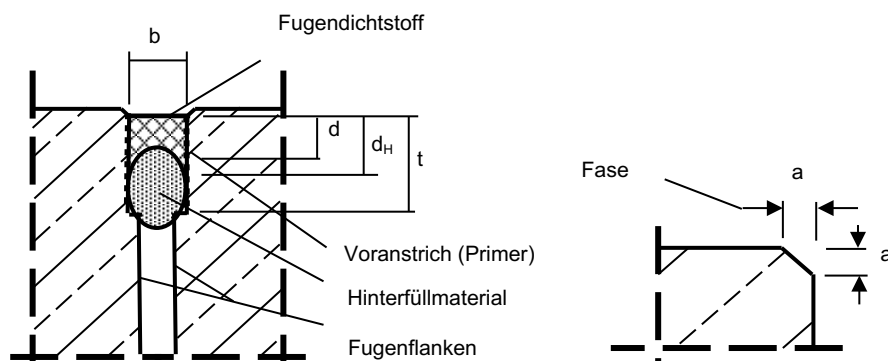 Fugendichtstoff
b
d
dH
t
Voranstrich (Primer)
Hinterfüllmaterial
Fugenflanken
Fase
a
a